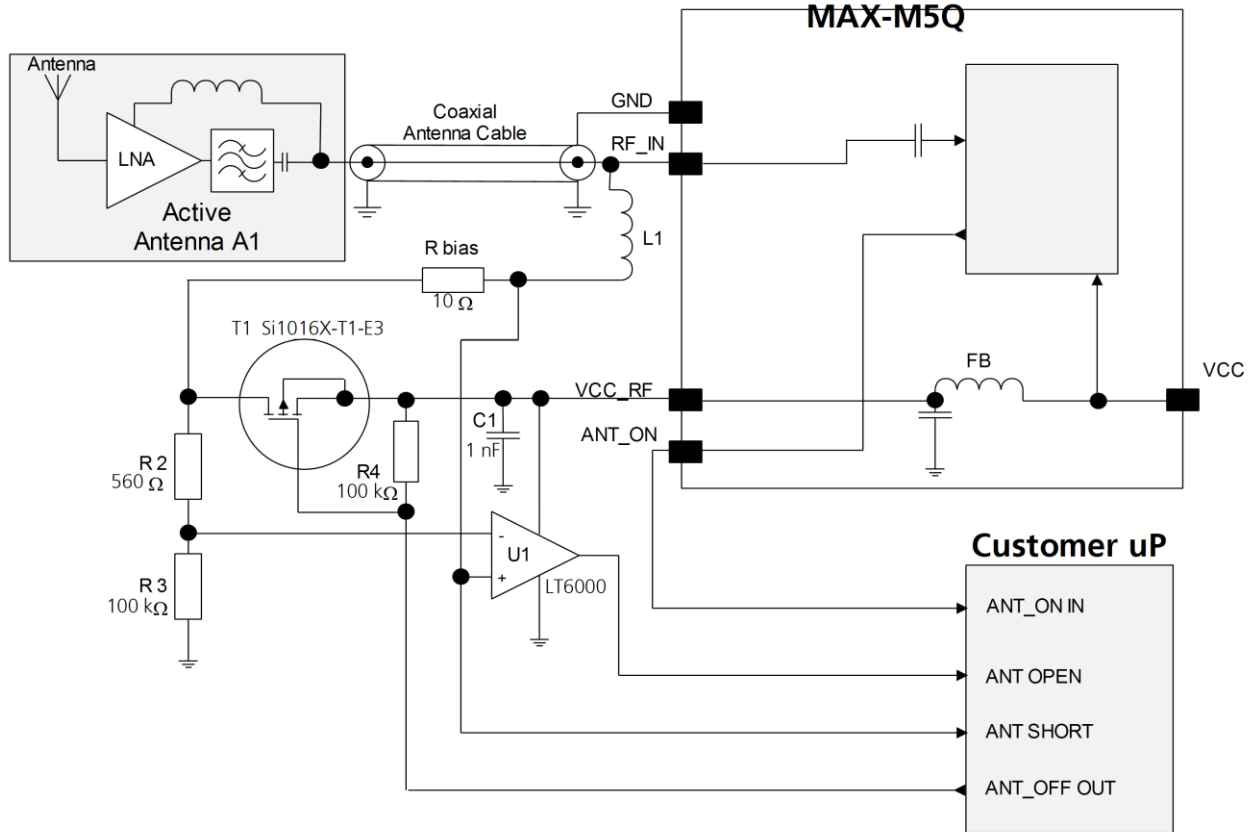 MAX-M5Q
Antenna
LNA
Active
Antenna A1
Coaxial
Antenna Cable
GND
RF_IN
L1
R bias
10 Ω
T1 Si1016X-T1-E3
VCC_RF
FB
VCC
ANT_ON
C1
1 nF
R 2
560 Ω
R4
100 kΩ
-
U1
+
LT6000
R 3
100 kΩ
Customer uP
ANT_ON IN
ANT OPEN
ANT SHORT
ANT_OFF OUT